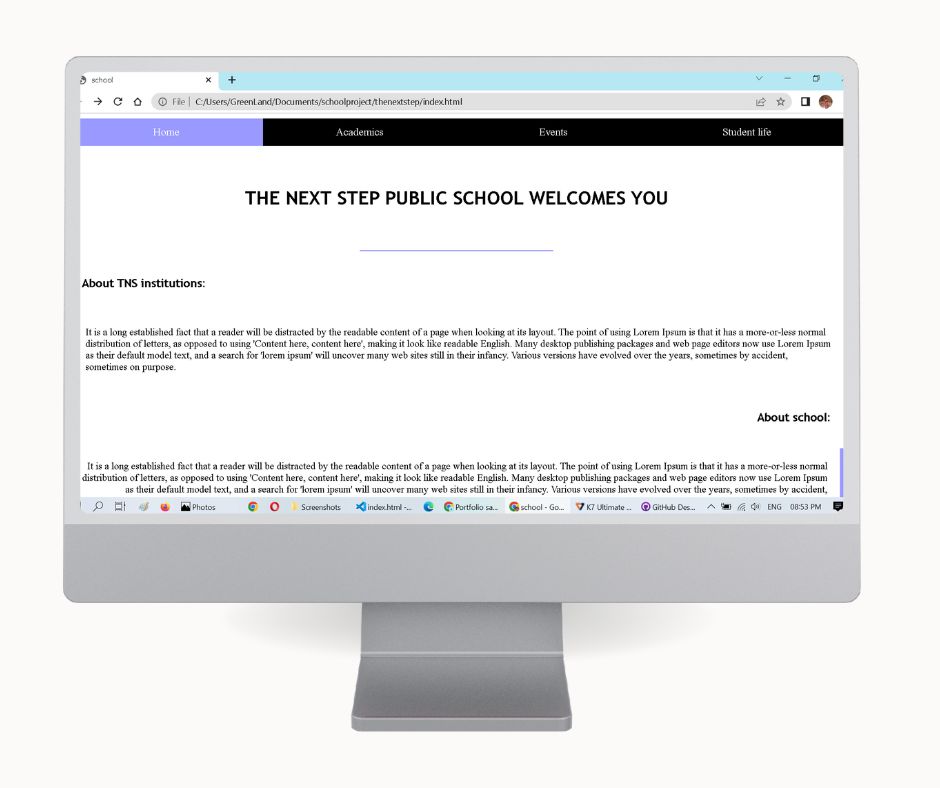 school
File | C:/Users/GreenLand/Documents/schoolproject/thenextstep/index.html
Home Academics Events Student life
THE NEXT STEP PUBLIC SCHOOL WELCOMES YOU
About TNS institutions:
It is a long established fact that a reader will be distracted by the readable content of a page when looking at its layout. The point of using Lorem Ipsum is that it has a more-or-less normal
distribution of letters, as opposed to using 'Content here, content here', making it look like readable English. Many desktop publishing packages and web page editors now use Lorem Ipsum
as their default model text, and a search for 'lorem ipsum' will uncover many web sites still in their infancy. Various versions have evolved over the years, sometimes by accident,
sometimes on purpose.
About school:
It is a long established fact that a reader will be distracted by the readable content of a page when looking at its layout. The point of using Lorem Ipsum is that it has a more-or-less normal
distribution of letters, as opposed to using 'Content here, content here', making it look like readable English. Many desktop publishing packages and web page editors now use Lorem Ipsum
as their default model text, and a search for 'lorem ipsum' will uncover many web sites still in their infancy. Various versions have evolved over the years, sometimes by accident,
Photos Screenshots index.html -... Portfolio sa... school - Go... K7 Ultimate ... GitHub Des... ENG 08:53 PM